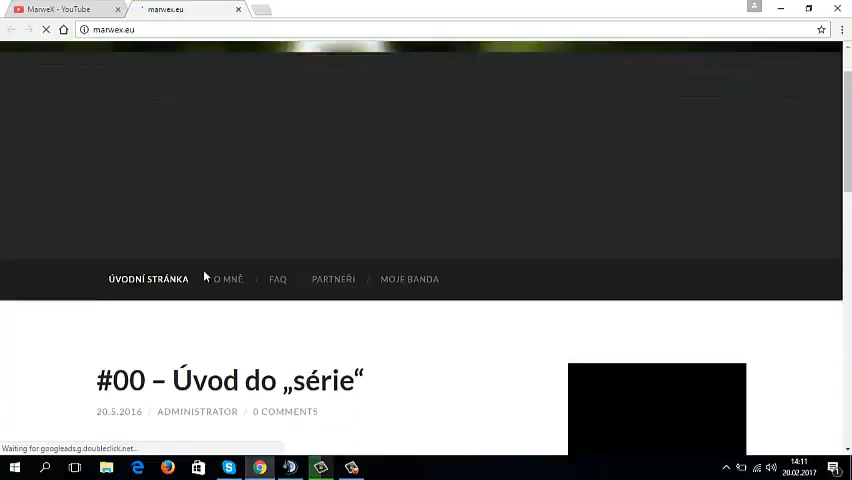 MarweX - YouTube
marwex.eu
marwex.eu
ÚVODNÍ STRÁNKA / O MNĚ / FAQ / PARTNEŘI / MOJE BANDA
#00 – Úvod do „série“
20.5.2016 / ADMINISTRATOR / 0 COMMENTS
Waiting for googleads.g.doubleclick.net...
14:11
20.02.2017